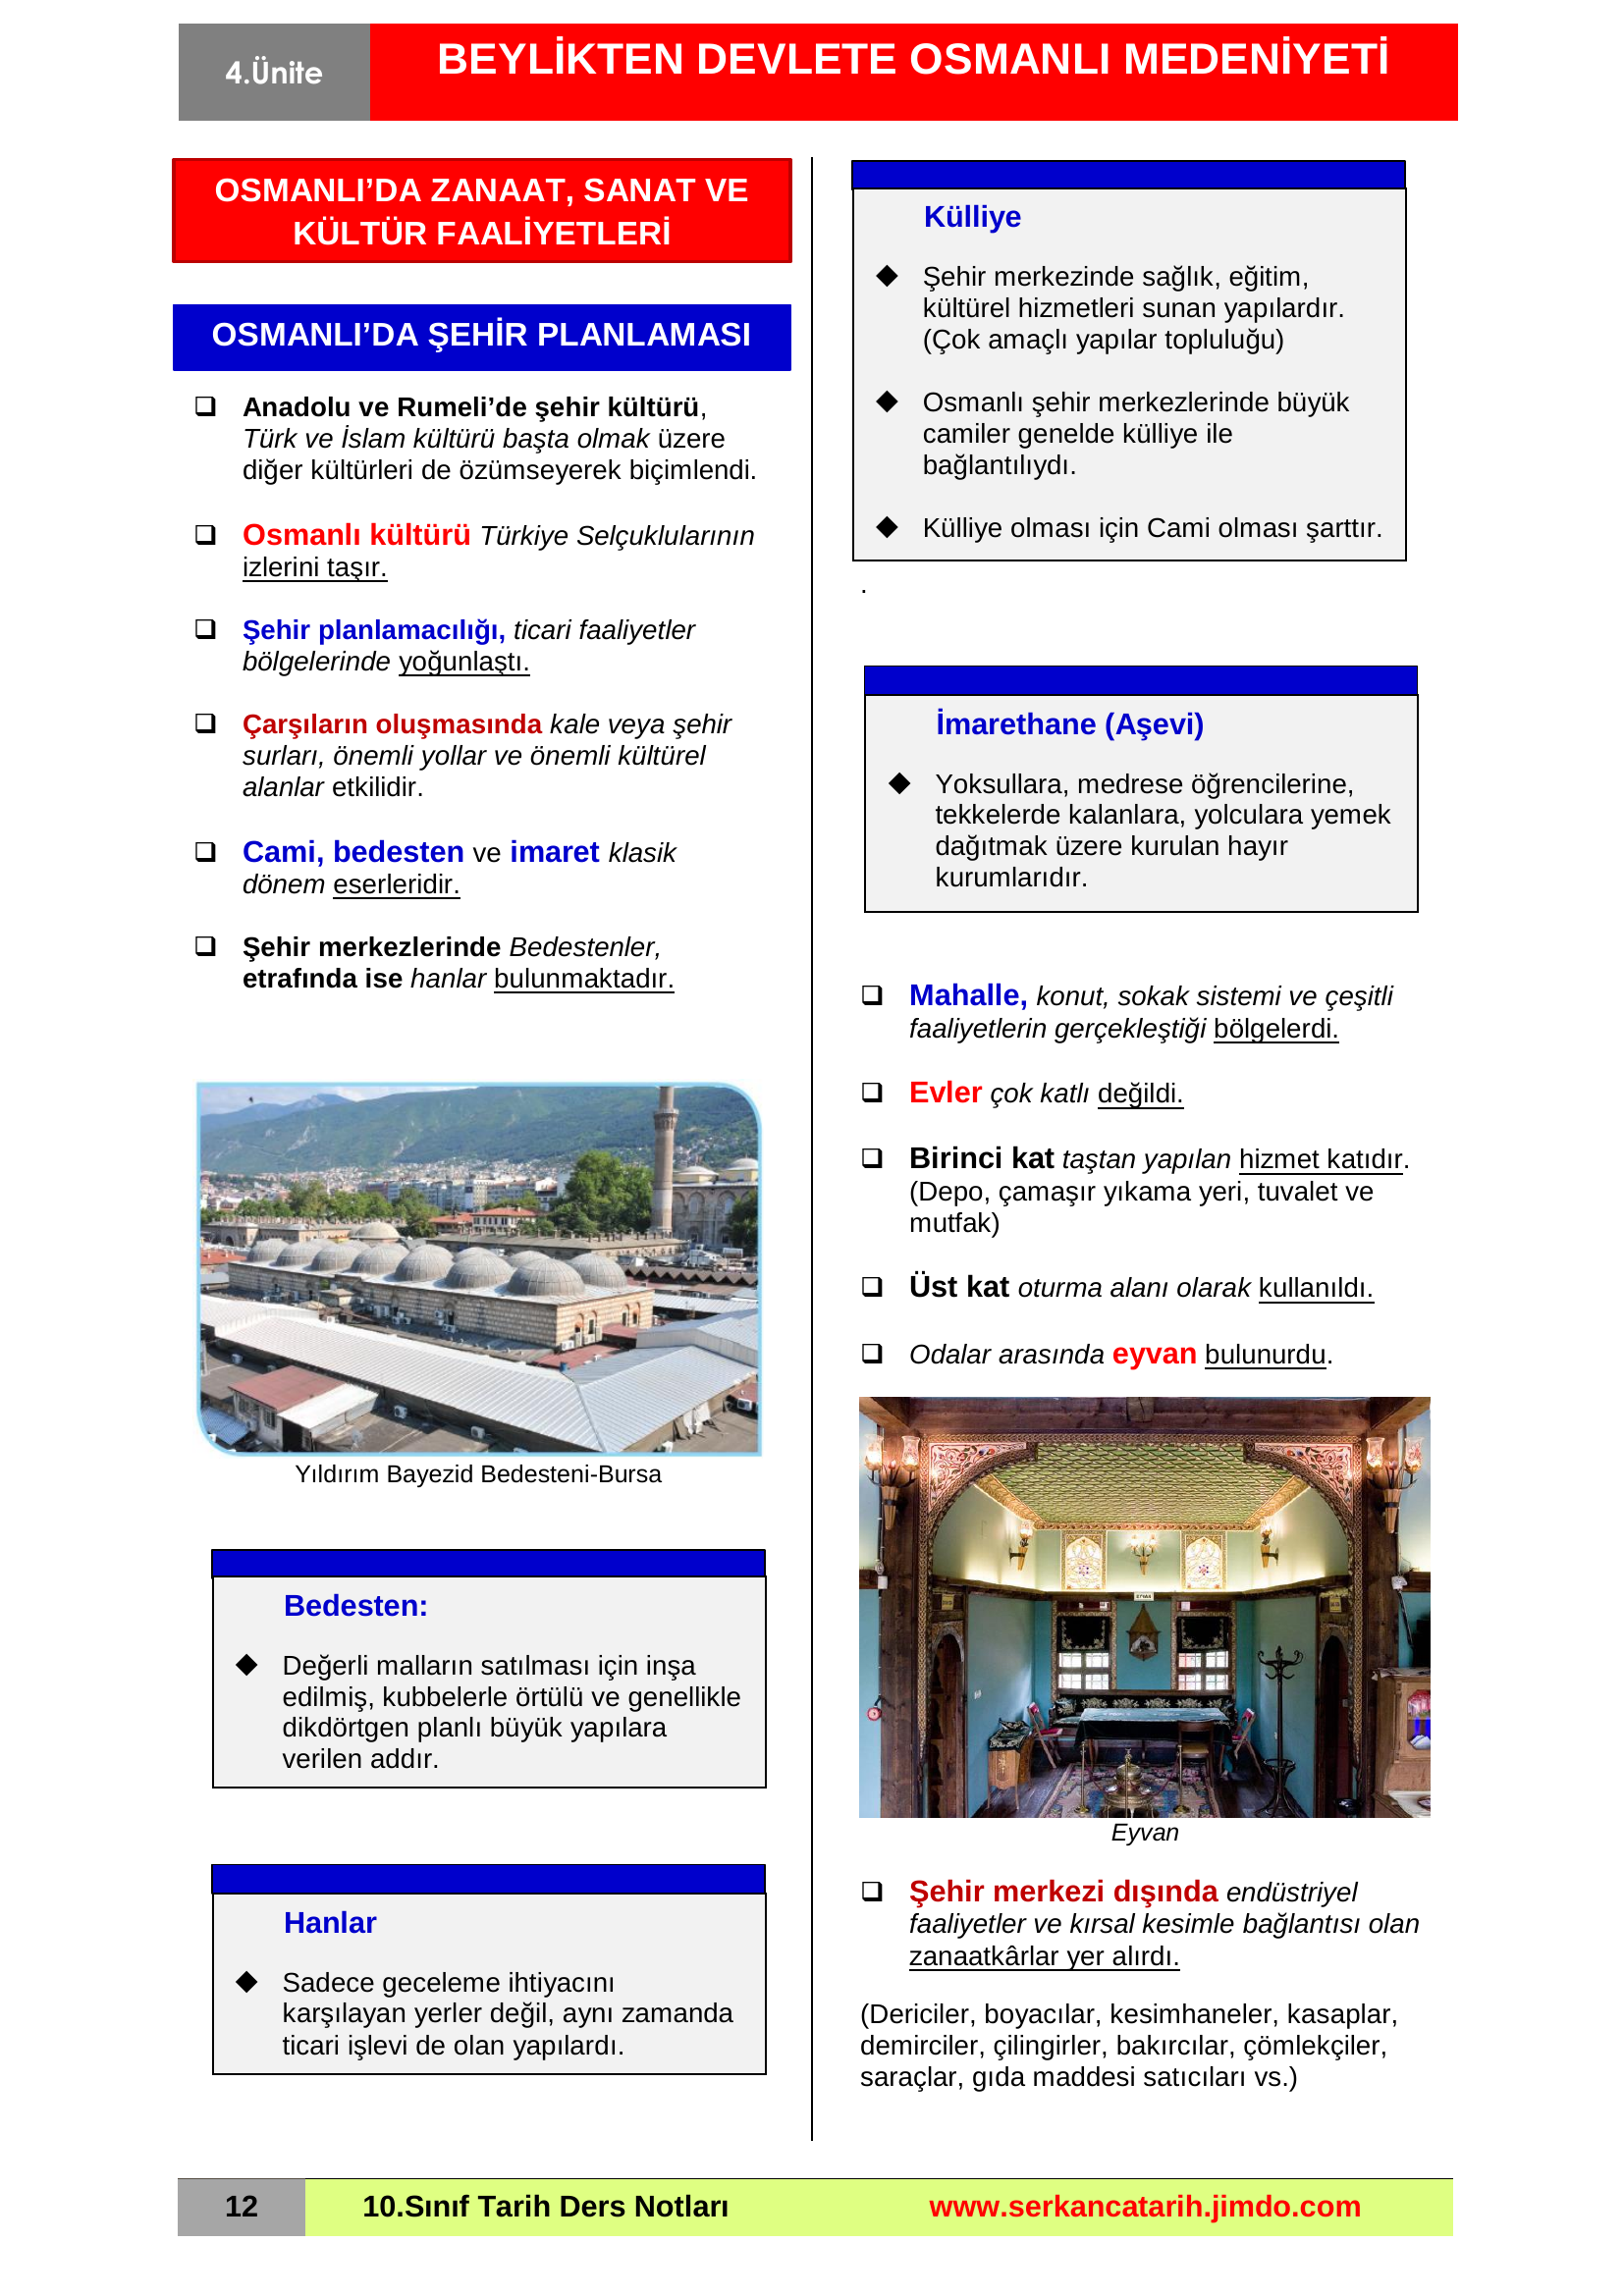 4.Ünite
BEYLİKTEN DEVLETE OSMANLI MEDENİYETİ
OSMANLI’DA ZANAAT, SANAT VE
KÜLTÜR FAALİYETLERİ
OSMANLI’DA ŞEHİR PLANLAMASI
Anadolu ve Rumeli’de şehir kültürü,
Türk ve İslam kültürü başta olmak üzere
diğer kültürleri de özümseyerek biçimlendi.
Osmanlı kültürü Türkiye Selçuklularının
izlerini taşır.
Şehir planlamacılığı, ticari faaliyetler
bölgelerinde yoğunlaştı.
Çarşıların oluşmasında kale veya şehir
surları, önemli yollar ve önemli kültürel
alanlar etkilidir.
Cami, bedesten ve imaret klasik
dönem eserleridir.
Şehir merkezlerinde Bedestenler,
etrafında ise hanlar bulunmaktadır.
Yıldırım Bayezid Bedesteni-Bursa
Bedesten:
Değerli malların satılması için inşa
edilmiş, kubbelerle örtülü ve genellikle
dikdörtgen planlı büyük yapılara
verilen addır.
Hanlar
Sadece geceleme ihtiyacını
karşılayan yerler değil, aynı zamanda
ticari işlevi de olan yapılardı.
Külliye
Şehir merkezinde sağlık, eğitim,
kültürel hizmetleri sunan yapılardır.
(Çok amaçlı yapılar topluluğu)
Osmanlı şehir merkezlerinde büyük
camiler genelde külliye ile
bağlantılıydı.
Külliye olması için Cami olması şarttır.
.
İmarethane (Aşevi)
Yoksullara, medrese öğrencilerine,
tekkelerde kalanlara, yolculara yemek
dağıtmak üzere kurulan hayır
kurumlarıdır.
Mahalle, konut, sokak sistemi ve çeşitli
faaliyetlerin gerçekleştiği bölgelerdi.
Evler çok katlı değildi.
Birinci kat taştan yapılan hizmet katıdır.
(Depo, çamaşır yıkama yeri, tuvalet ve
mutfak)
Üst kat oturma alanı olarak kullanıldı.
Odalar arasında eyvan bulunurdu.
EYVAN
Eyvan
Şehir merkezi dışında endüstriyel
faaliyetler ve kırsal kesimle bağlantısı olan
zanaatkârlar yer alırdı.
(Dericiler, boyacılar, kesimhaneler, kasaplar,
demirciler, çilingirler, bakırcılar, çömlekçiler,
saraçlar, gıda maddesi satıcıları vs.)
12
10.Sınıf Tarih Ders Notları
www.serkancatarih.jimdo.com